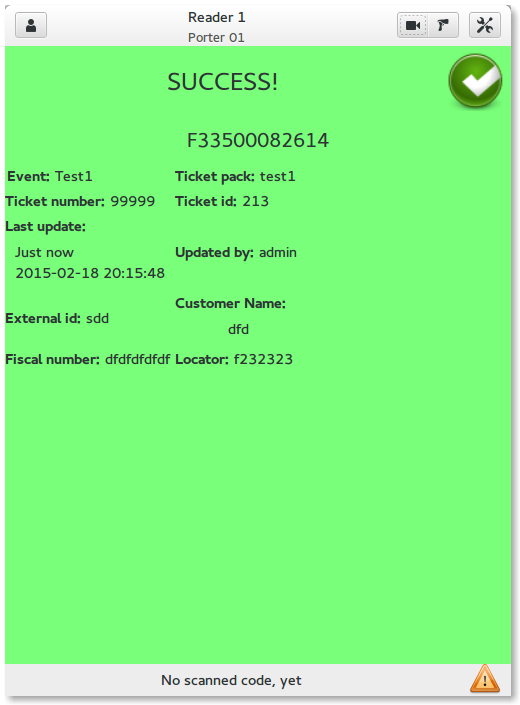 Reader 1
Porter 01
SUCCESS!
F33500082614
Event: Test1 Ticket pack: test1
Ticket number: 99999 Ticket id: 213
Last update:
Just now
Updated by: admin
2015-02-18 20:15:48
Customer Name:
External id: sdd
dfd
Fiscal number: dfdfdfdfdf Locator: f232323
No scanned code, yet